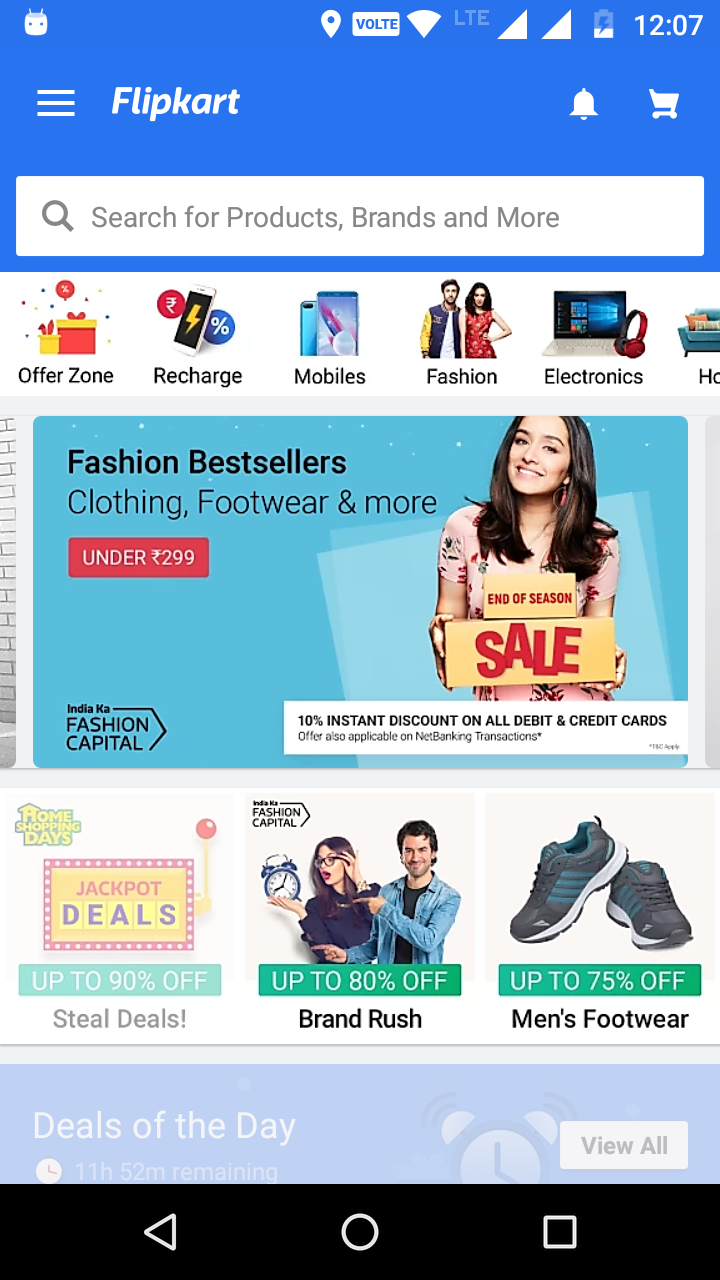 VOLTE LTE 12:07
Flipkart
Search for Products, Brands and More
%
₹
%
Offer Zone
Recharge
Mobiles
Fashion
Electronics
Ho
Fashion Bestsellers
Clothing, Footwear & more
UNDER ₹299
END OF SEASON
SALE
India Ka
FASHION
CAPITAL
10% INSTANT DISCOUNT ON ALL DEBIT & CREDIT CARDS
Offer also applicable on NetBanking Transactions*
*T&C Apply
HOME
SHOPPING
DAYS
JACKPOT
DEALS
UP TO 90% OFF
Steal Deals!
India Ka
FASHION
CAPITAL
UP TO 80% OFF
Brand Rush
UP TO 75% OFF
Men's Footwear
Deals of the Day
11h 52m remaining
View All